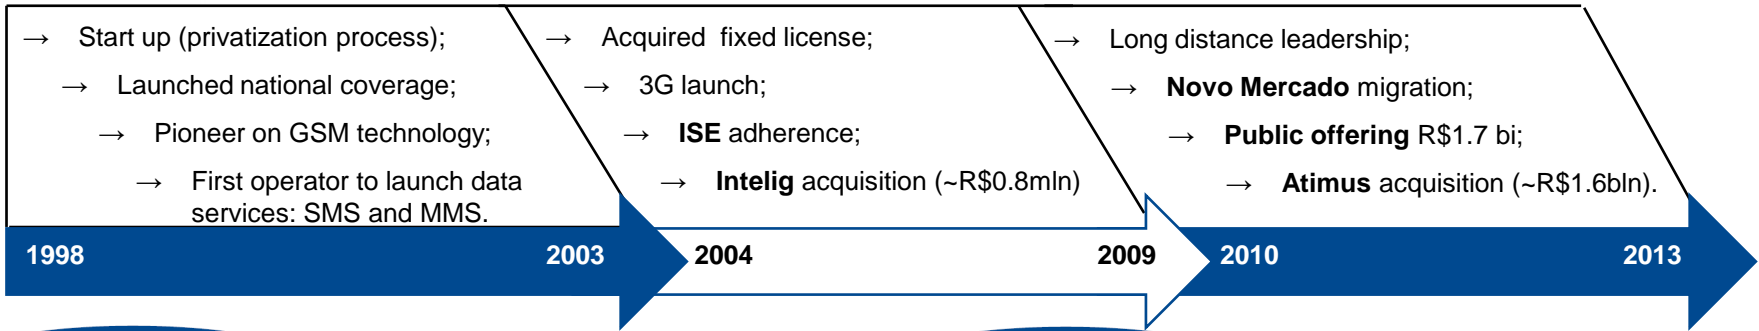 → Start up (privatization process);
→ Launched national coverage;
→ Pioneer on GSM technology;
→ First operator to launch data
services: SMS and MMS.
→ Acquired fixed license;
→ 3G launch;
→ ISE adherence;
→ Intelig acquisition (~R$0.8mln)
→ Long distance leadership;
→ Novo Mercado migration;
→ Public offering R$1.7 bi;
→ Atimus acquisition (~R$1.6bln).
1998 2003 2004 2009 2010 2013